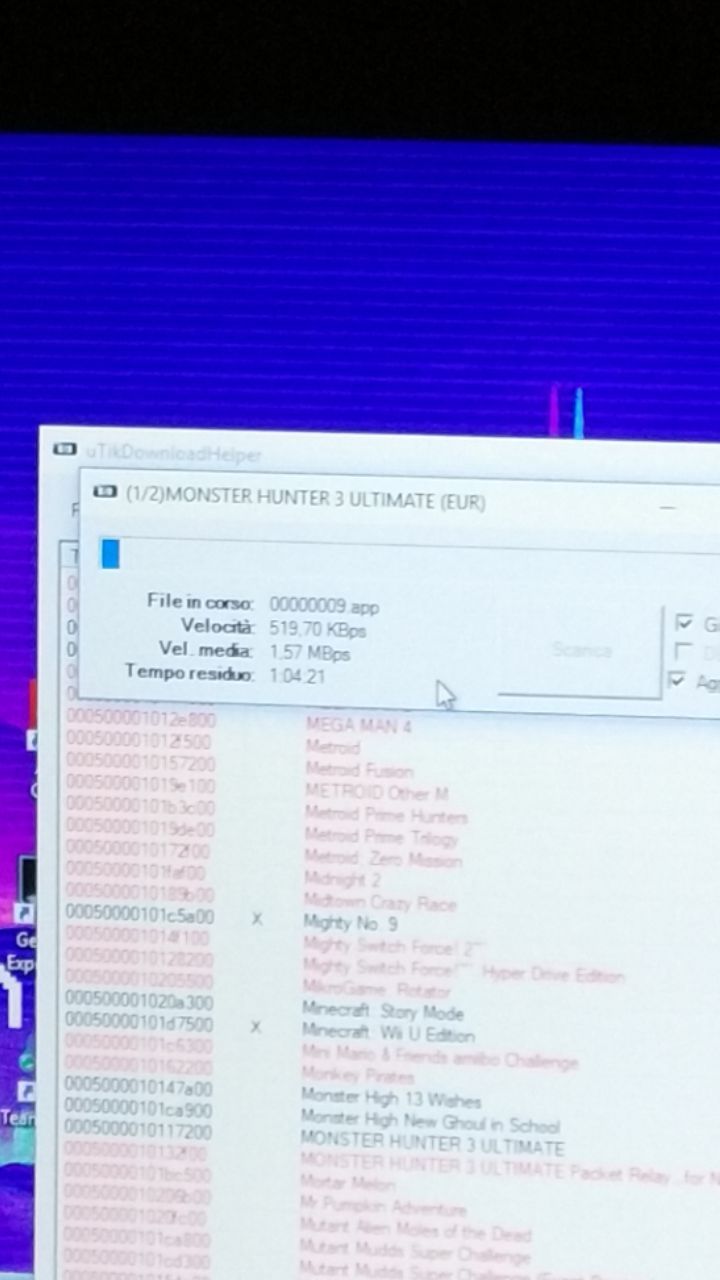 uTikDownloadHelper
(1/2)MONSTER HUNTER 3 ULTIMATE (EUR)
File in corso: 00000009.app
Velocità: 519,70 KBps
Vel. media: 1,57 MBps
Tempo residuo: 1:04:21
Scarica
000500001012e800 MEGA MAN 4
000500001012f500 Metroid
0005000010157200 Metroid Fusion
000500001019e100 METROID Other M
00050000101b3c00 Metroid Prime Hunters
000500001019de00 Metroid Prime Trilogy
0005000010172f00 Metroid: Zero Mission
00050000101faf00 Midnight 2
0005000010189b00 Midtown Crazy Race
00050000101c5a00 X Mighty No. 9
000500001014f100 Mighty Switch Force! 2
0005000010128200 Mighty Switch Force!™ Hyper Drive Edition
0005000010205500 MikroGame: Rotator
000500001020a300 Minecraft: Story Mode
00050000101d7500 X Minecraft: Wii U Edition
00050000101c6300 Mini Mario & Friends amiibo Challenge
0005000010162200 Monkey Pirates
0005000010147a00 Monster High 13 Wishes
00050000101ca900 Monster High New Ghoul in School
0005000010117200 MONSTER HUNTER 3 ULTIMATE
0005000010132f00 MONSTER HUNTER 3 ULTIMATE Packet Relay ..for N
00050000101bc500 Mortar Melon
0005000010206b00 Mr Pumpkin Adventure
000500001020fc00 Mutant Alien Moles of the Dead
00050000101ca800 Mutant Mudds Super Challenge
00050000101cd300 Mutant Mudds Super Challenge